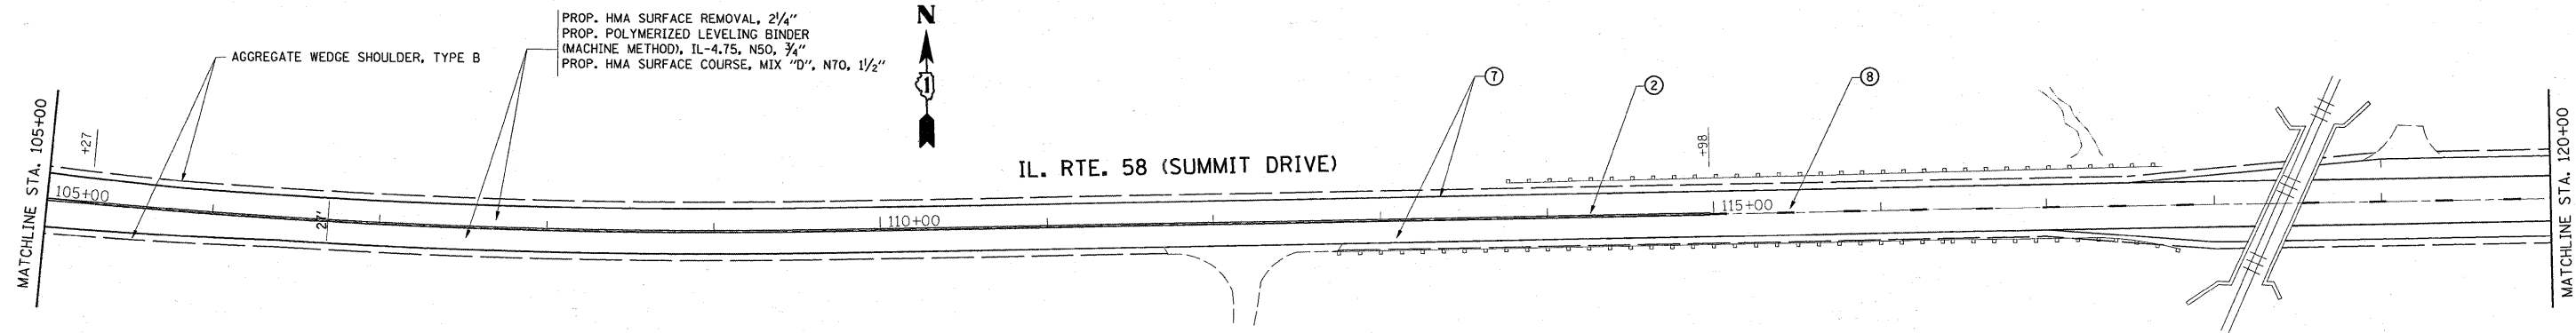 PROP. HMA SURFACE REMOVAL, 2¼"
PROP. POLYMERIZED LEVELING BINDER
(MACHINE METHOD), IL-4.75, N50, ¾"
PROP. HMA SURFACE COURSE, MIX "D", N70, 1½"
AGGREGATE WEDGE SHOULDER, TYPE B
N
1
7
2
8
MATCHLINE STA. 105+00
+27
+98
IL. RTE. 58 (SUMMIT DRIVE)
105+00
110+00
115+00
MATCHLINE STA. 120+00